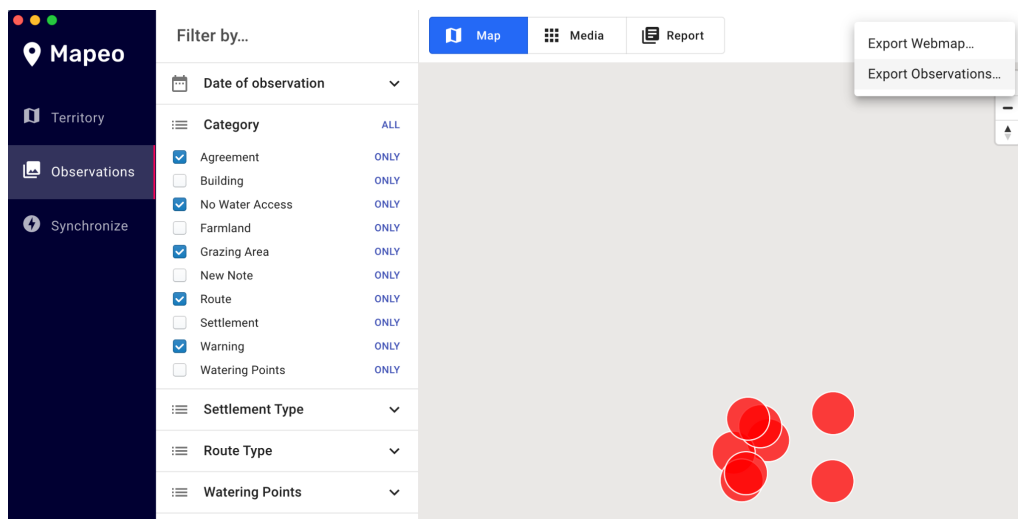 Mapeo
Territory
Observations
Synchronize
Filter by…
Date of observation
Category ALL
Agreement ONLY
Building ONLY
No Water Access ONLY
Farmland ONLY
Grazing Area ONLY
New Note ONLY
Route ONLY
Settlement ONLY
Warning ONLY
Watering Points ONLY
Settlement Type
Route Type
Watering Points
Map Media Report
Export Webmap…
Export Observations…